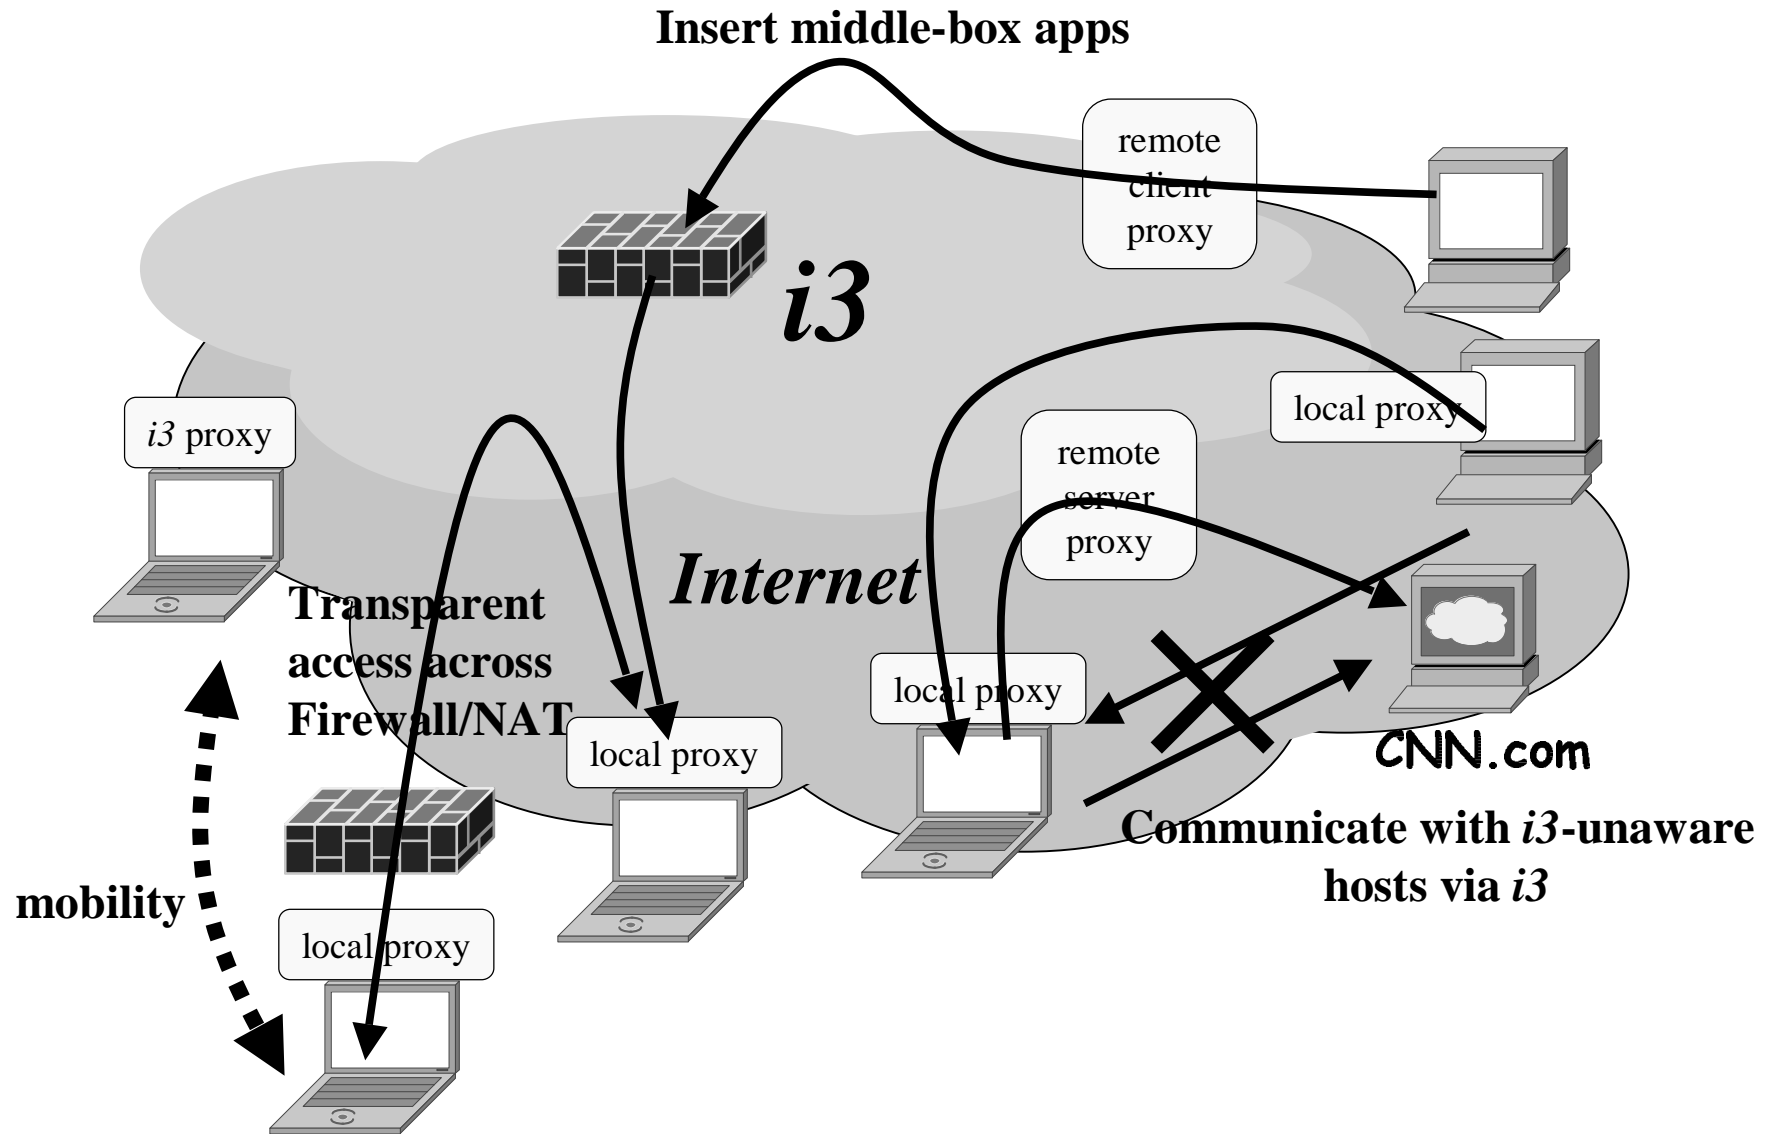 Insert middle-box apps
remote
client
proxy
i3
local proxy
i3 proxy
remote
server
proxy
Internet
Transparent
access across
Firewall/NAT
local proxy
local proxy
CNN.com
Communicate with i3-unaware
hosts via i3
mobility
local proxy